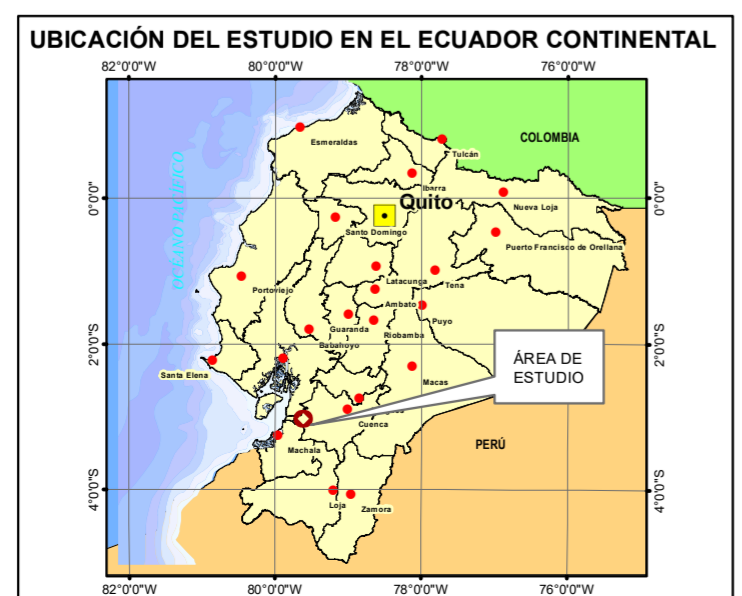 UBICACIÓN DEL ESTUDIO EN EL ECUADOR CONTINENTAL
82°0'0"W 80°0'0"W 78°0'0"W 76°0'0"W
COLOMBIA
Esmeraldas
Tulcán
Ibarra
0°0'0"
Quito
Nueva Loja
0°0'0"
OCÉANO PACIFICO
Santo Domingo
Puerto Francisco de Orellana
Latacunga
Tena
Portoviejo
Ambato
Puyo
Guaranda
Riobamba
Babahoyo
2°0'0"S
2°0'0"S
ÁREA DE
ESTUDIO
Santa Elena
Macas
Cuenca
Machala
PERÚ
4°0'0"S
4°0'0"S
Loja
Zamora
82°0'0"W 80°0'0"W 78°0'0"W 76°0'0"W